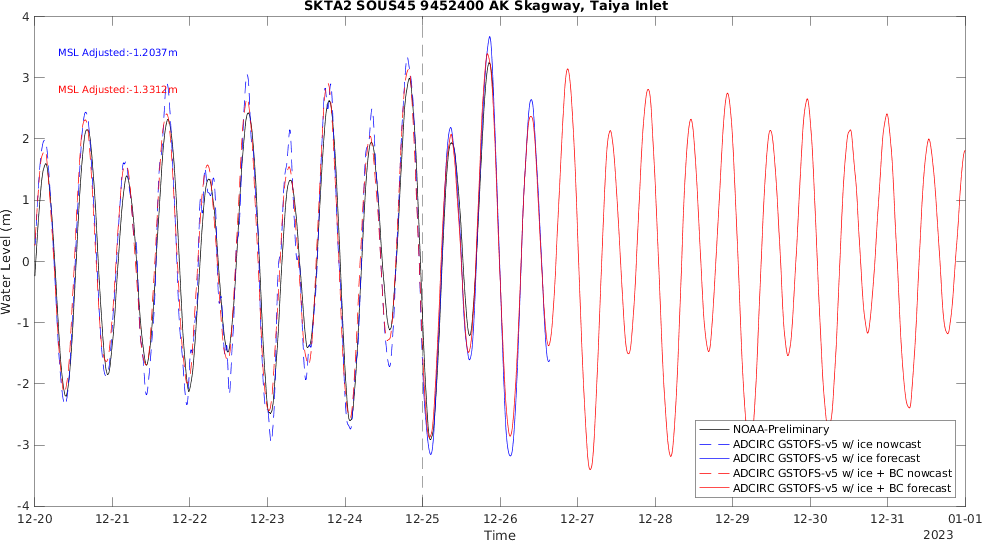 SKTA2 SOUS45 9452400 AK Skagway, Taiya Inlet
4
3
2
1
0
-1
-2
-3
-4
Water Level (m)
MSL Adjusted:-1.2037m
MSL Adjusted:-1.3312m
NOAA-Preliminary
ADCIRC GSTOFS-v5 w/ ice nowcast
ADCIRC GSTOFS-v5 w/ ice forecast
ADCIRC GSTOFS-v5 w/ ice + BC nowcast
ADCIRC GSTOFS-v5 w/ ice + BC forecast
12-20 12-21 12-22 12-23 12-24 12-25 12-26 12-27 12-28 12-29 12-30 12-31 01-01
Time
2023